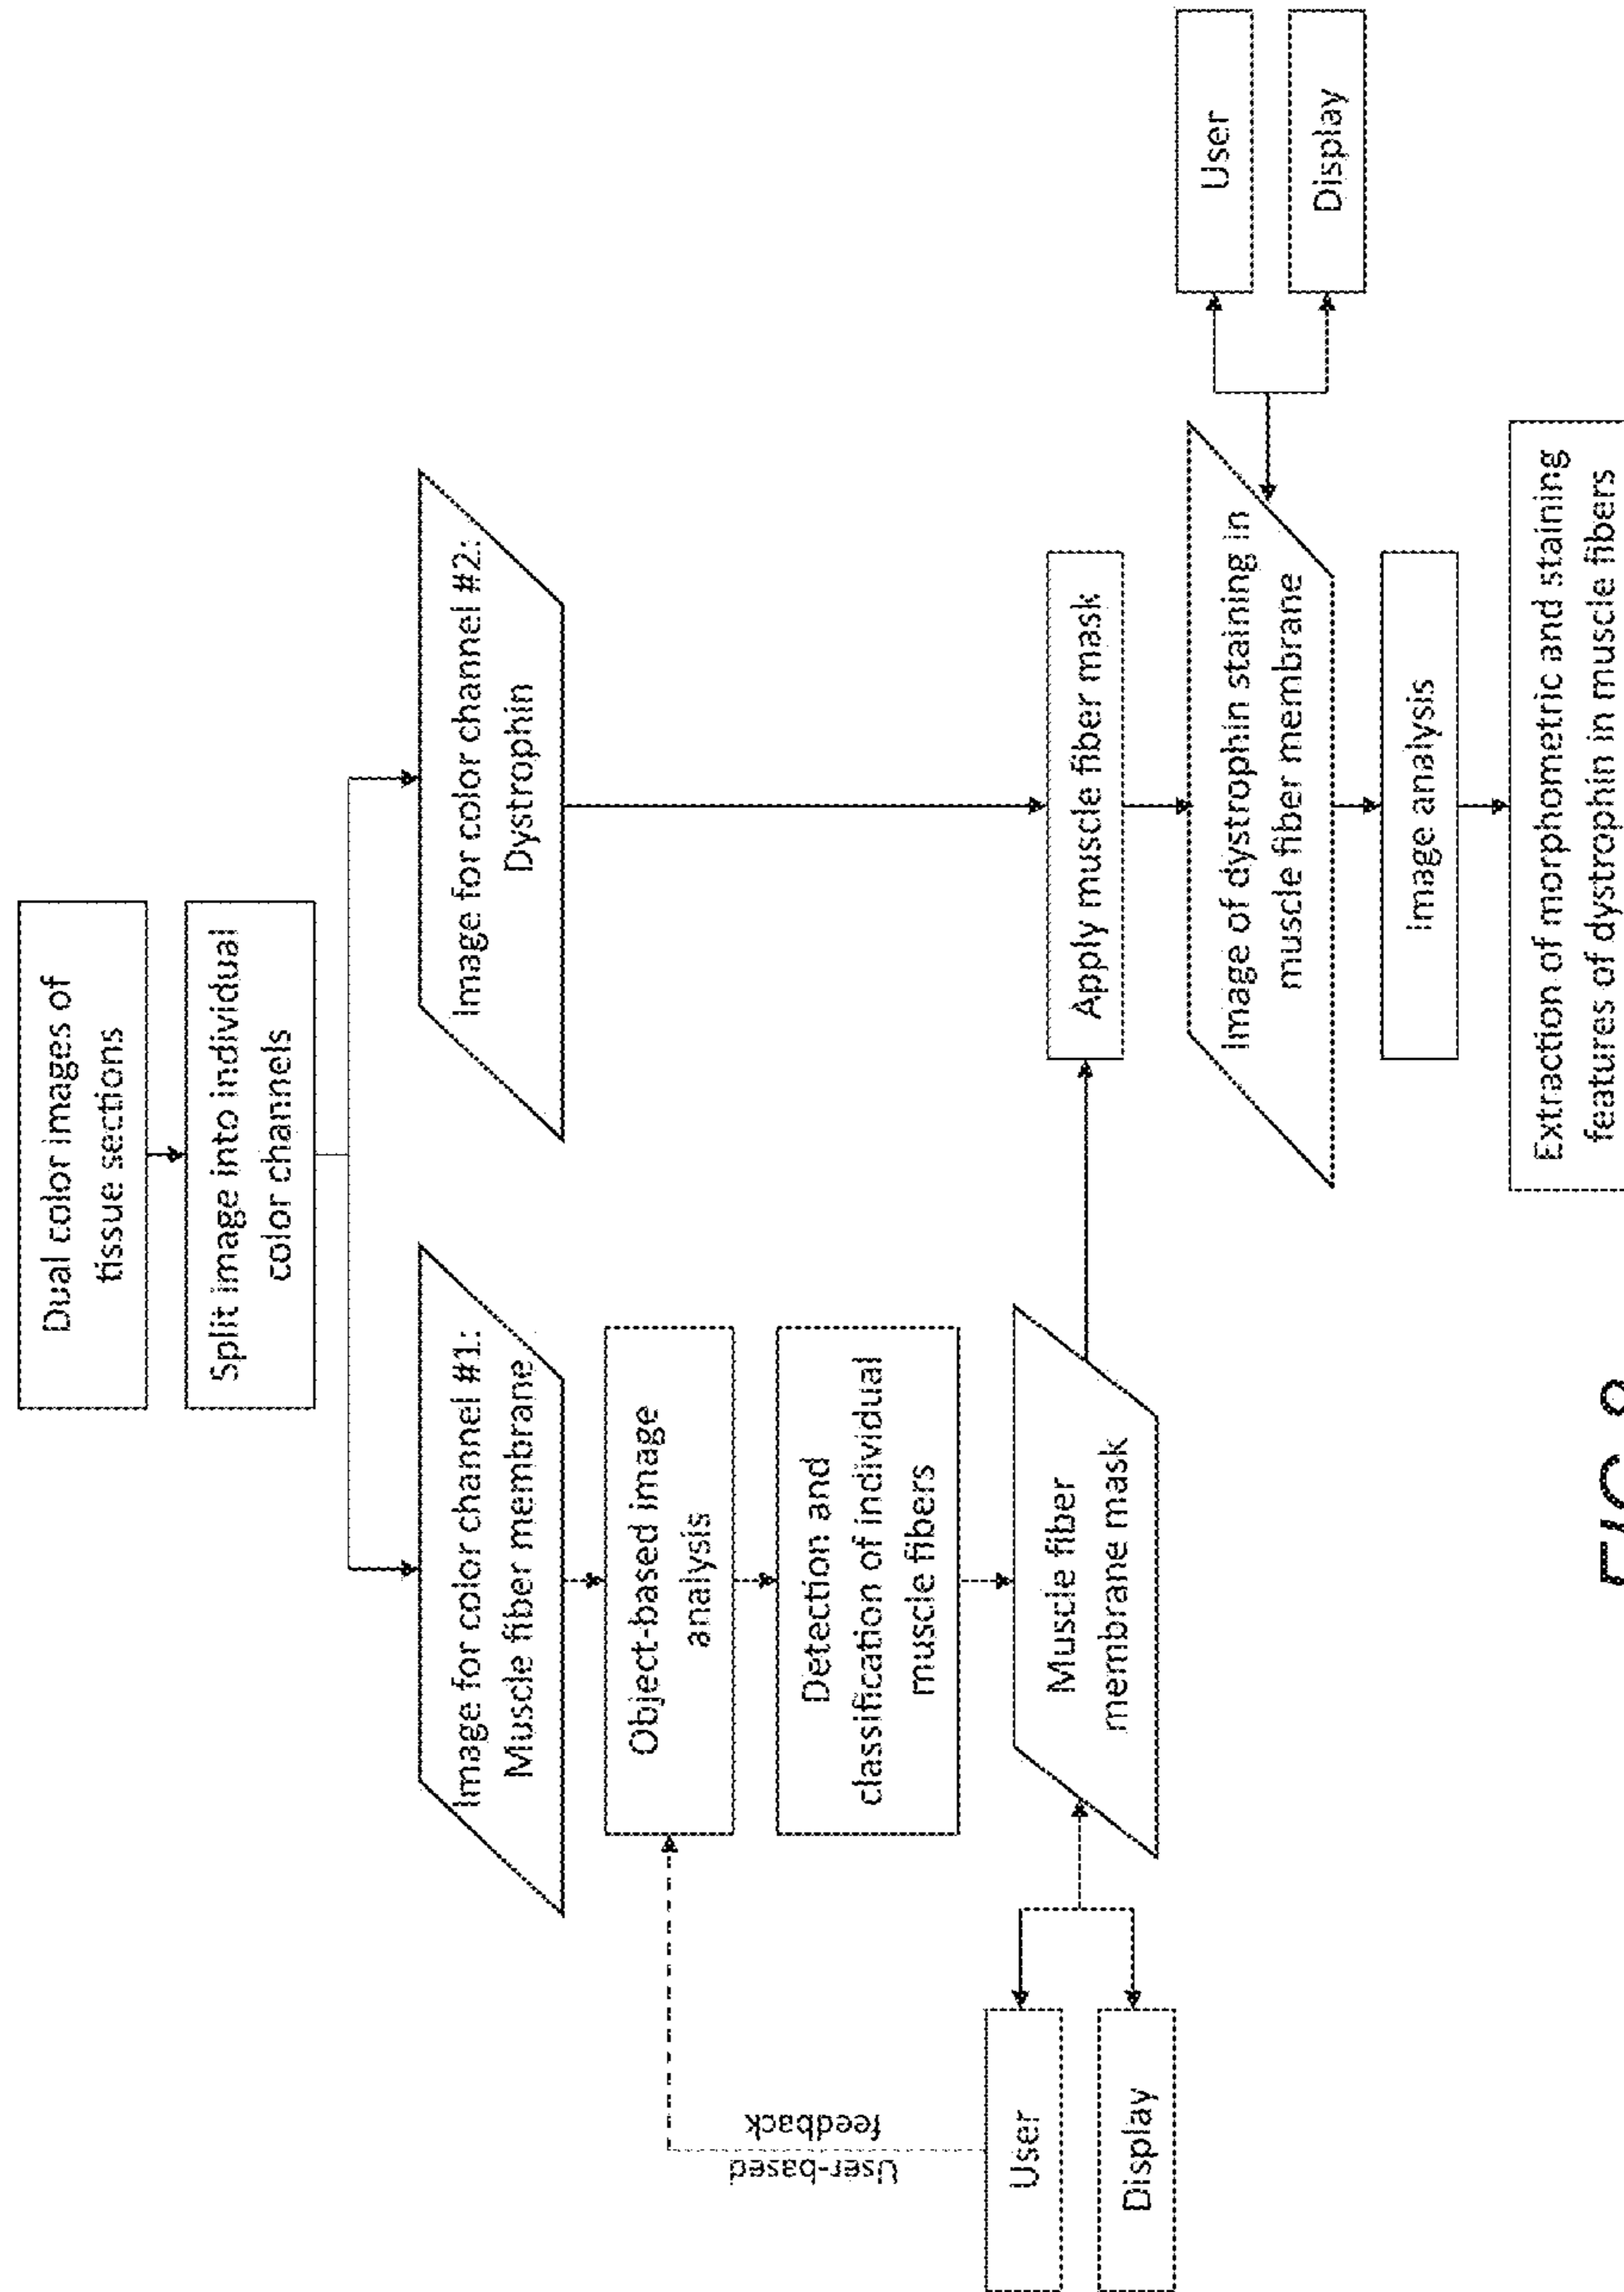 Dual color images of
tissue sections
Split image into individual
color channels
Image for color channel #1:
Muscle fiber membrane
Image for color channel #2:
Dystrophin
Object-based image
analysis
Detection and
classification of individual
muscle fibers
User-based
feedback
Muscle fiber
membrane mask
User
Display
Apply muscle fiber mask
Image of dystrophin staining in
muscle fiber membrane
User
Display
Image analysis
Extraction of morphometric and staining
features of dystrophin in muscle fibers
FIG.